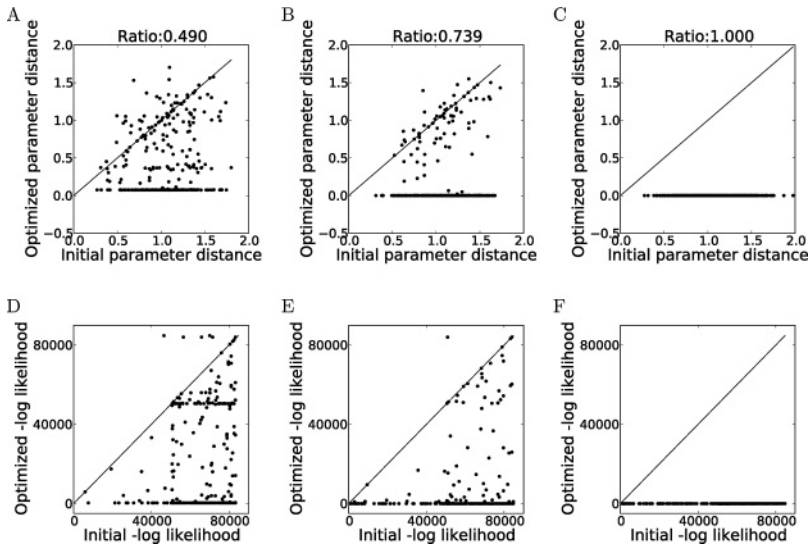 A
Ratio:0.490
Optimized parameter distance
2.0
1.5
1.0
0.5
0.0
−0.5
0.0 0.5 1.0 1.5 2.0
Initial parameter distance
B
Ratio:0.739
Optimized parameter distance
2.0
1.5
1.0
0.5
0.0
−0.5
0.0 0.5 1.0 1.5 2.0
Initial parameter distance
C
Ratio:1.000
Optimized parameter distance
2.0
1.5
1.0
0.5
0.0
−0.5
0.0 0.5 1.0 1.5 2.0
Initial parameter distance
D
Optimized -log likelihood
80000
40000
0
0 40000 80000
Initial -log likelihood
E
Optimized -log likelihood
80000
40000
0
0 40000 80000
Initial -log likelihood
F
Optimized -log likelihood
80000
40000
0
0 40000 80000
Initial -log likelihood